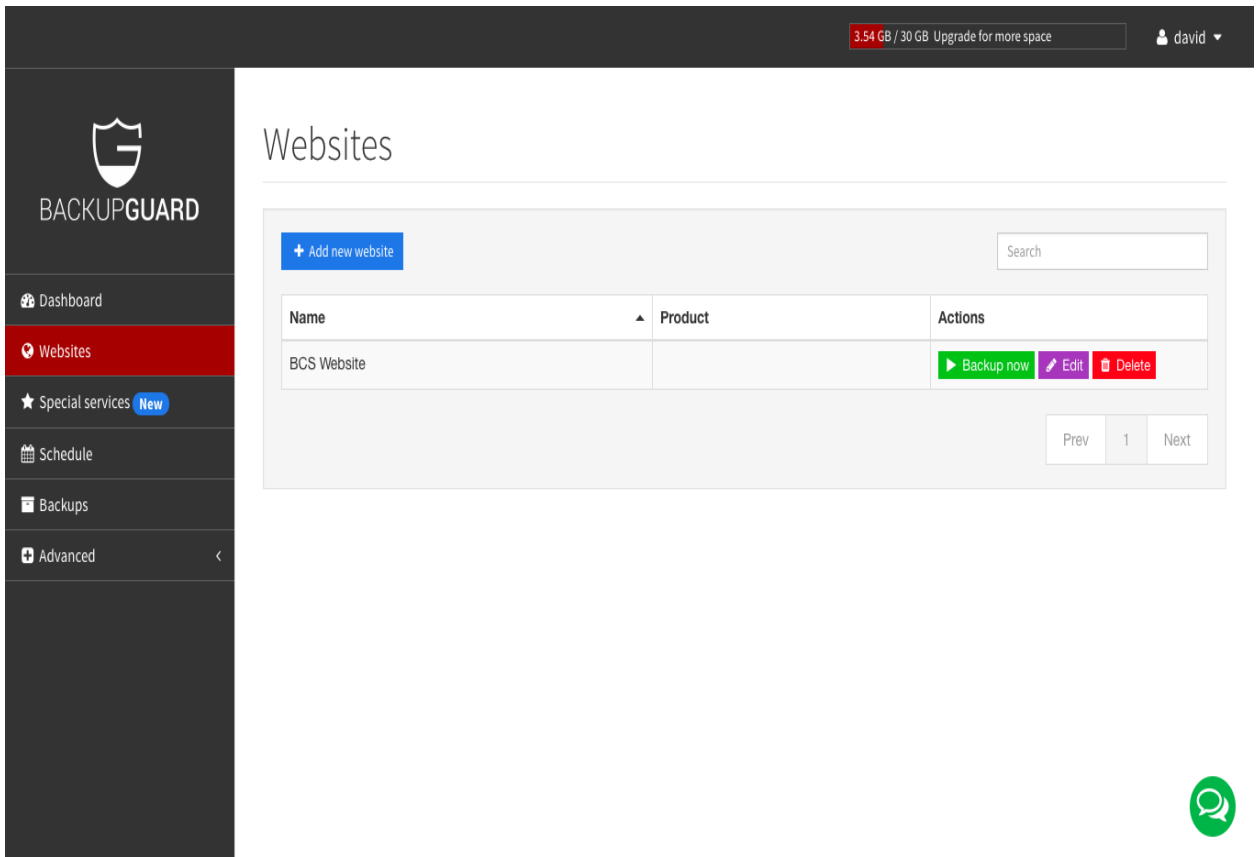 3.54 GB / 30 GB Upgrade for more space
david
BACKUPGUARD
Dashboard
Websites
Special services New
Schedule
Backups
Advanced
Websites
Add new website
Search
Name Product Actions
BCS Website Backup now Edit Delete
Prev 1 Next